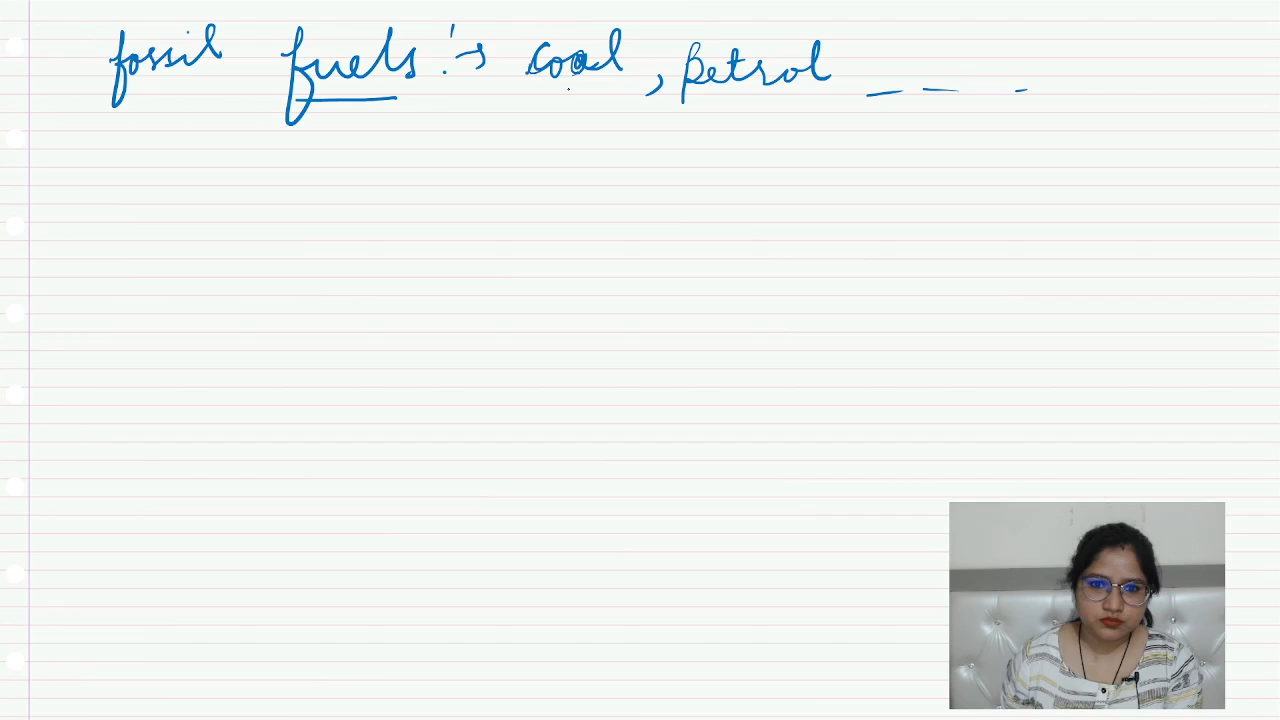 fossil fuels :→ coal, Petrol _ _ _